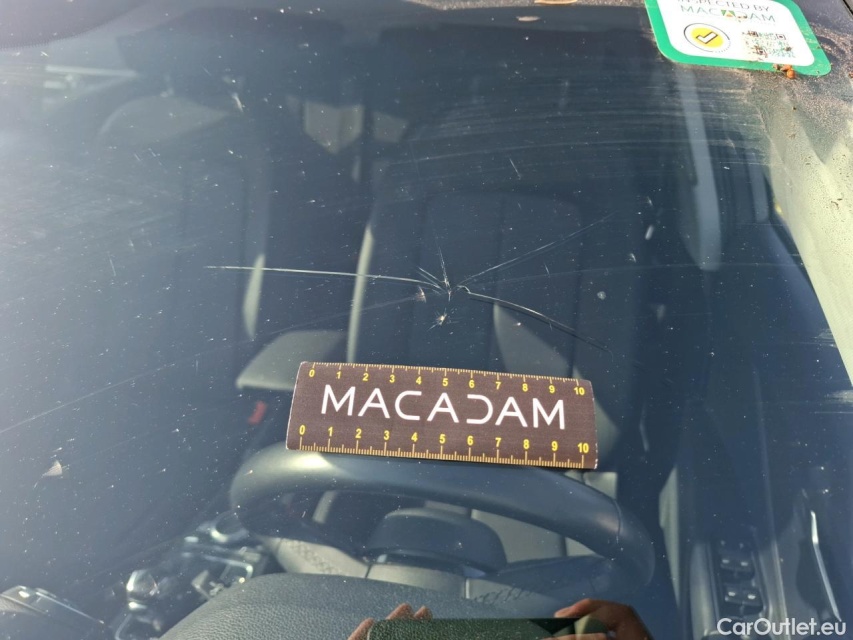 INSPECTED BY
MACADAM
0 1 2 3 4 5 6 7 8 9 10
MACADAM
0 1 2 3 4 5 6 7 8 9 10
CarOutlet.eu